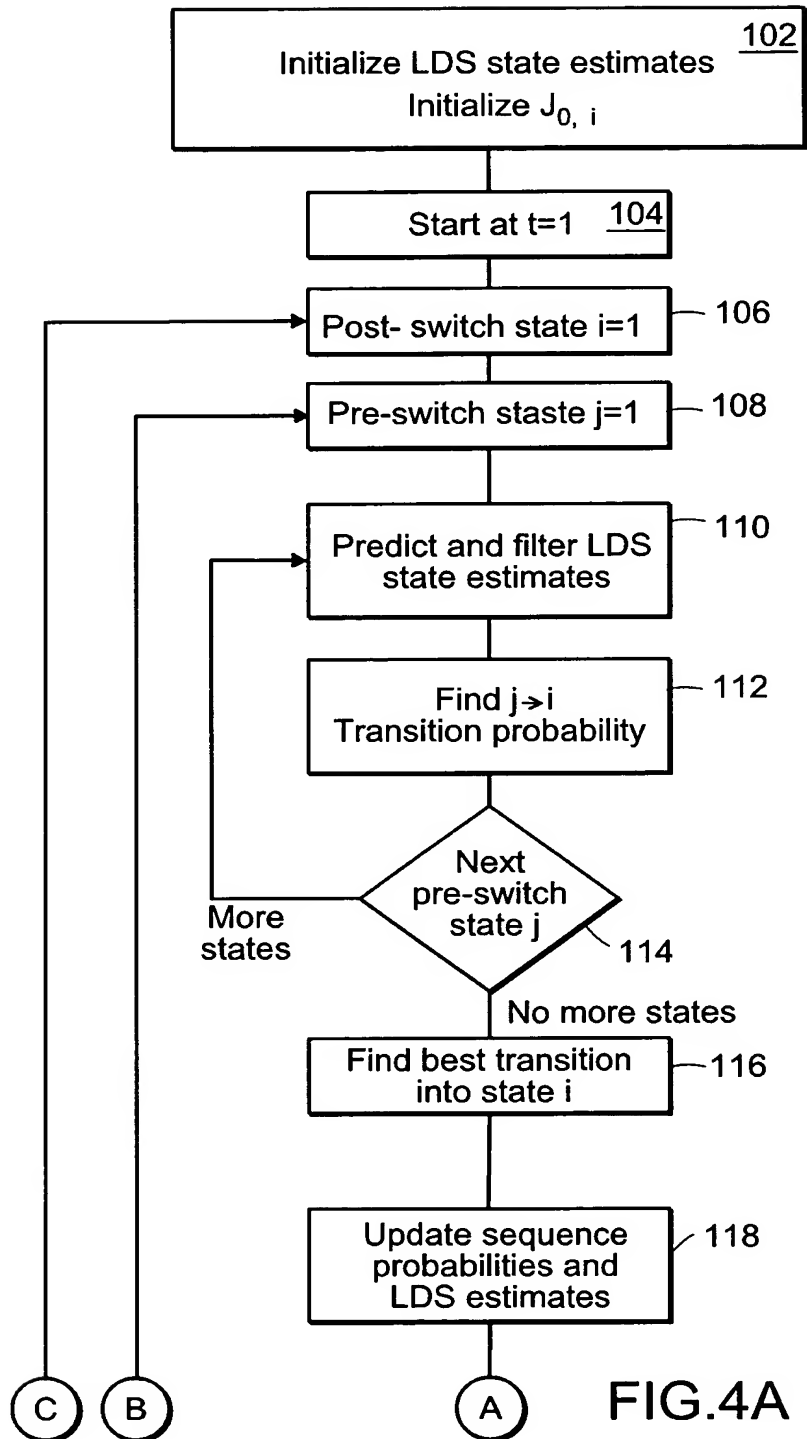 102
Initialize LDS state estimates
Initialize J0, i
Start at t=1 104
Post- switch state i=1 106
Pre-switch staste j=1 108
Predict and filter LDS
state estimates
110
Find j→i
Transition probability
112
Next
pre-switch
state j
114
More
states
No more states
Find best transition
into state i
116
Update sequence
probabilities and
LDS estimates
118
C B A
FIG.4A